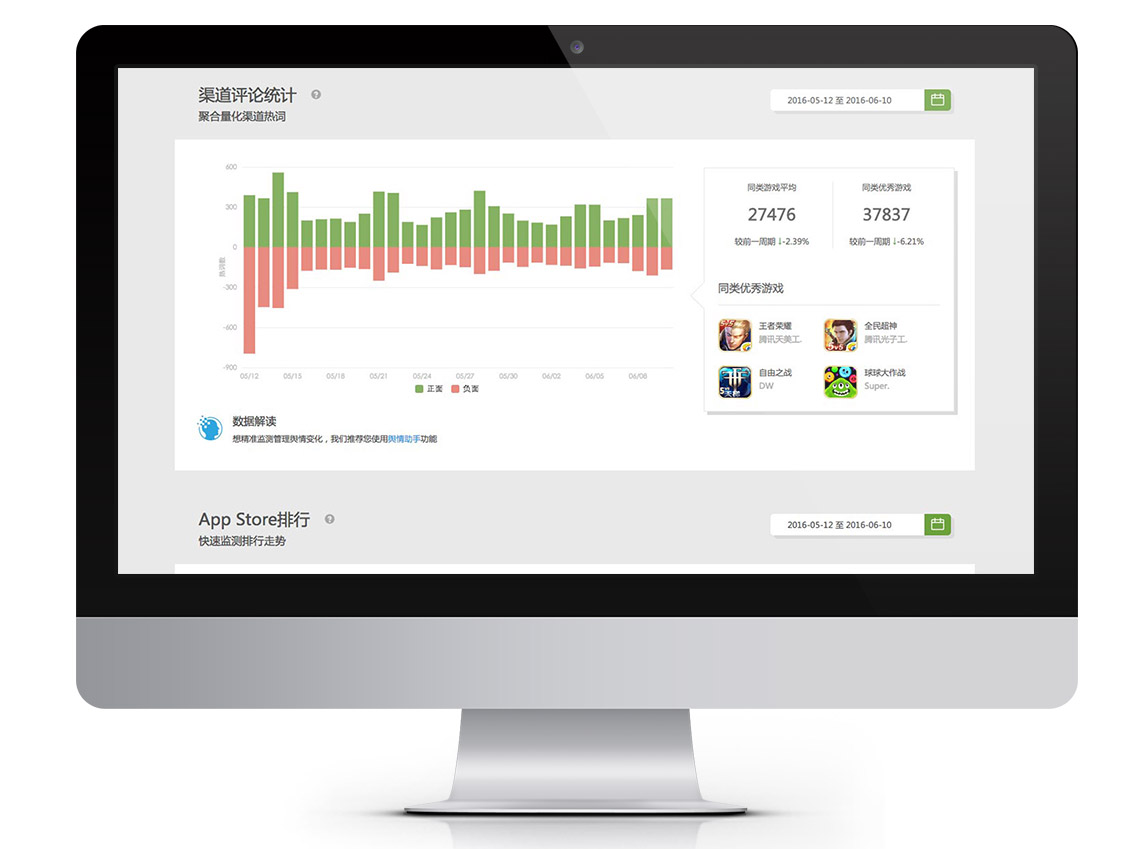 渠道评论统计
聚合量化渠道热词
2016-05-12 至 2016-06-10
600
300
0
-300
-600
-900
热词数
05/12 05/15 05/18 05/21 05/24 05/27 05/30 06/02 06/05 06/08
正面 负面
数据解读
想精准监测管理舆情变化，我们推荐您使用舆情助手功能
同类游戏平均
27476
较前一周期↓-2.39%
同类优秀游戏
37837
较前一周期↓-6.21%
同类优秀游戏
王者荣耀
腾讯天美工.
全民超神
腾讯光子工.
自由之战
DW
球球大作战
Super.
App Store排行
快速监测排行走势
2016-05-12 至 2016-06-10